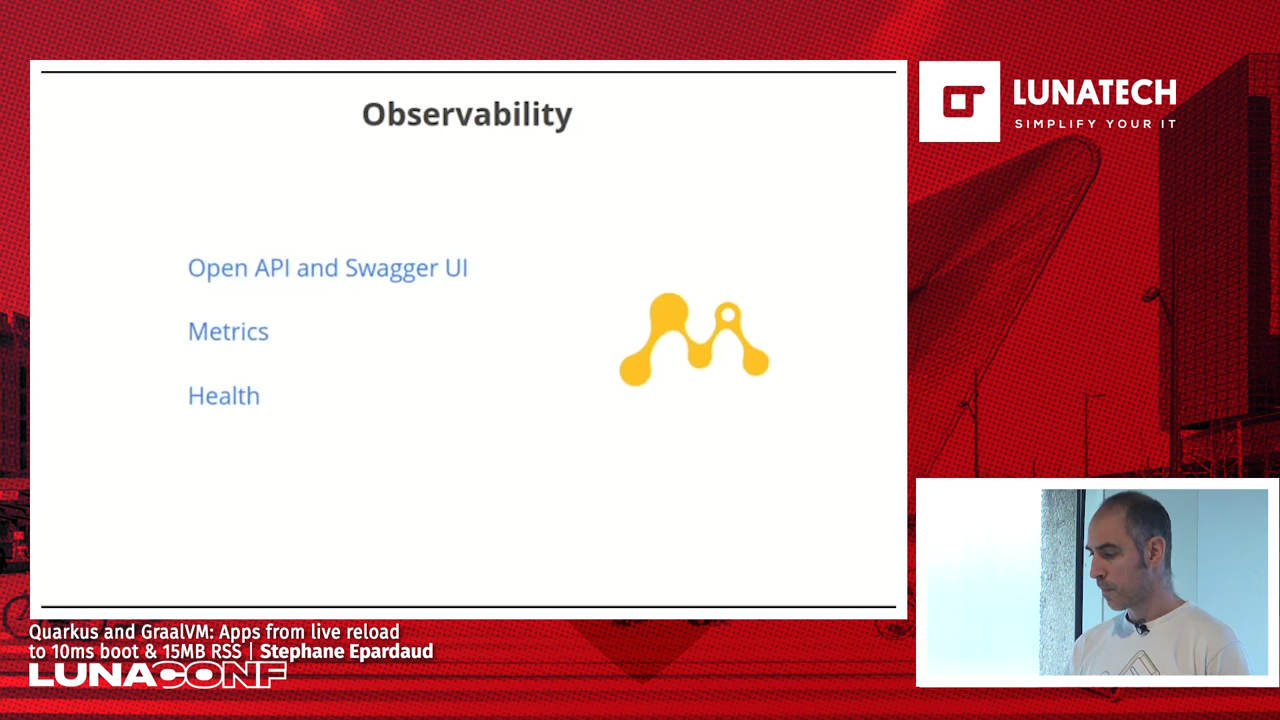 Observability
Open API and Swagger UI
Metrics
Health
LUNATECH
SIMPLIFY YOUR IT
Quarkus and GraalVM: Apps from live reload
to 10ms boot & 15MB RSS | Stephane Epardaud
LUNACONF